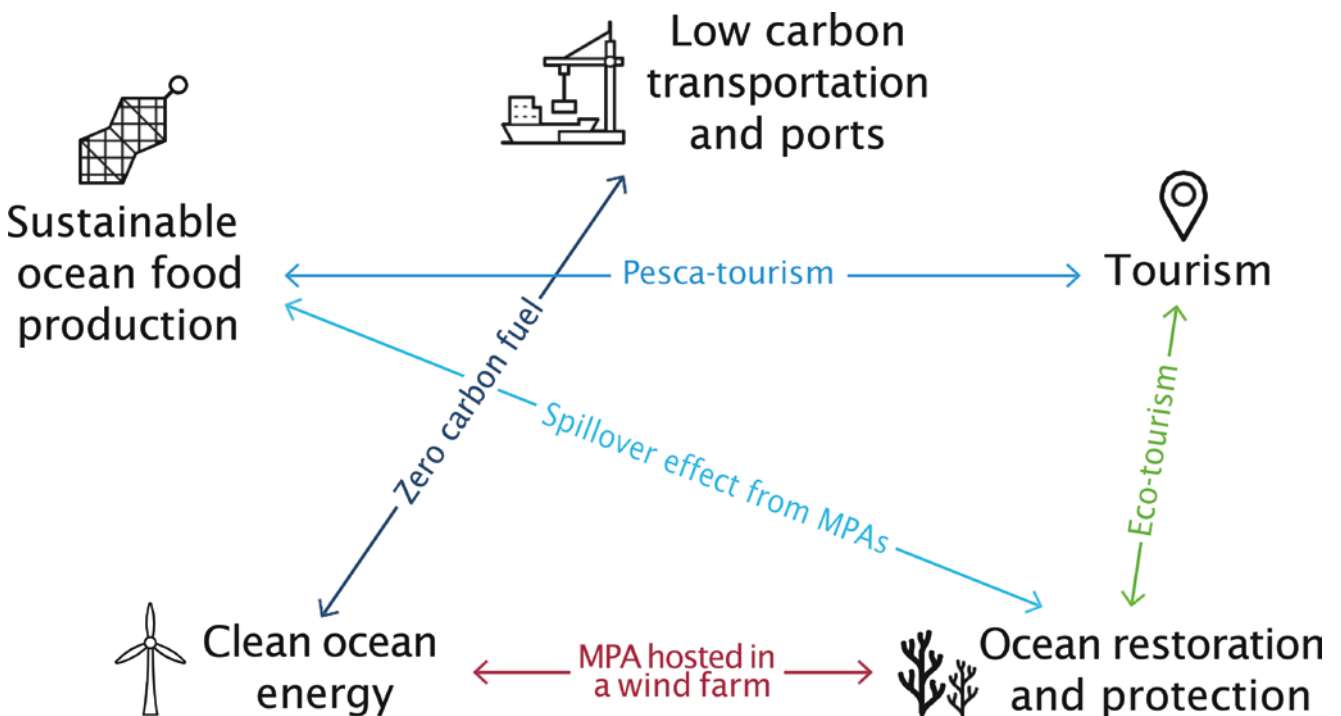 Low carbon
transportation
and ports
Sustainable
ocean food
production
Pesca-tourism
Tourism
Zero carbon fuel
Spillover effect from MPAs
Eco-tourism
Clean ocean
energy
MPA hosted in
a wind farm
Ocean restoration
and protection